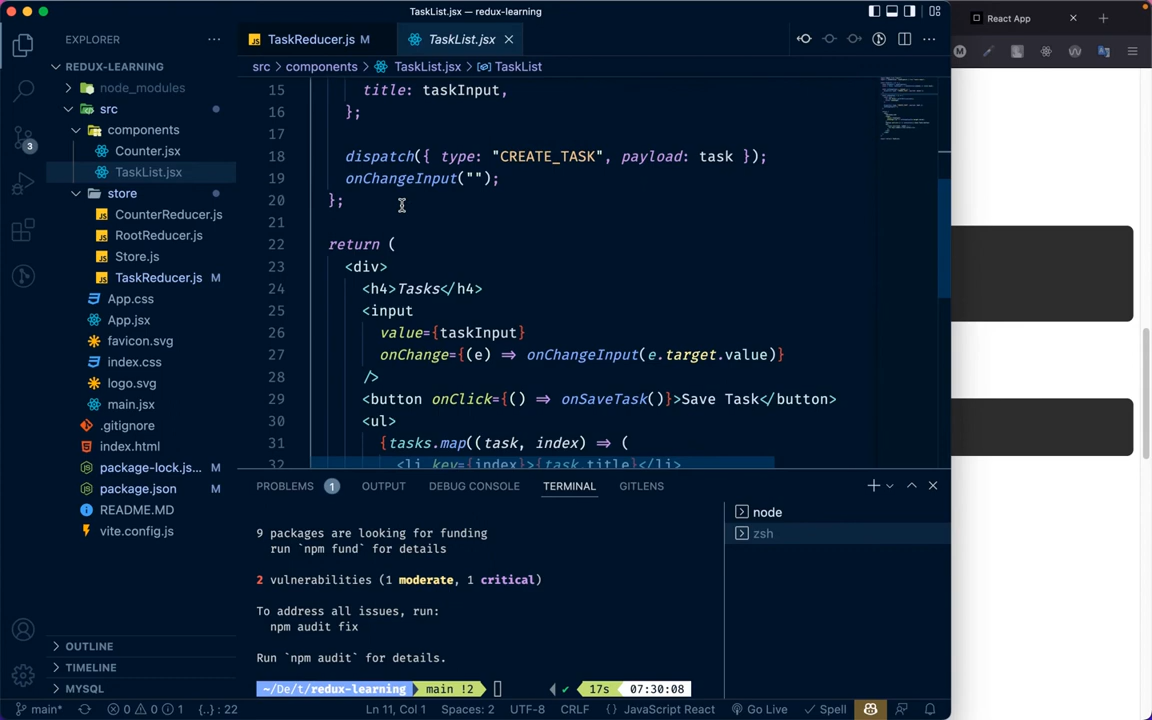 TaskList.jsx — redux-learning
React App
EXPLORER
TaskReducer.js M
TaskList.jsx
src > components > TaskList.jsx > TaskList
REDUX-LEARNING
node_modules
src
components
Counter.jsx
TaskList.jsx
store
CounterReducer.js
RootReducer.js
Store.js
TaskReducer.js M
App.css
App.jsx
favicon.svg
index.css
logo.svg
main.jsx
.gitignore
index.html
package-lock.js... M
package.json M
README.MD
vite.config.js
OUTLINE
TIMELINE
MYSQL
3
15 title: taskInput,
16 };
17
18 dispatch({ type: "CREATE_TASK", payload: task });
19 onChangeInput("");
20 };
21
22 return (
23 <div>
24 <h4>Tasks</h4>
25 <input
26 value={taskInput}
27 onChange={(e) => onChangeInput(e.target.value)}
28 />
29 <button onClick={() => onSaveTask()}>Save Task</button>
30 <ul>
31 {tasks.map((task, index) => (
32 <li key={index}>{task.title}</li>
PROBLEMS 1 OUTPUT DEBUG CONSOLE TERMINAL GITLENS
node
zsh
9 packages are looking for funding
run `npm fund` for details
2 vulnerabilities (1 moderate, 1 critical)
To address all issues, run:
npm audit fix
Run `npm audit` for details.
~/De/t/redux-learning main !2 ✔ 17s 07:30:08
main* 0 0 1 {..} : 22 Ln 11, Col 1 Spaces: 2 UTF-8 CRLF {} JavaScript React Go Live Spell